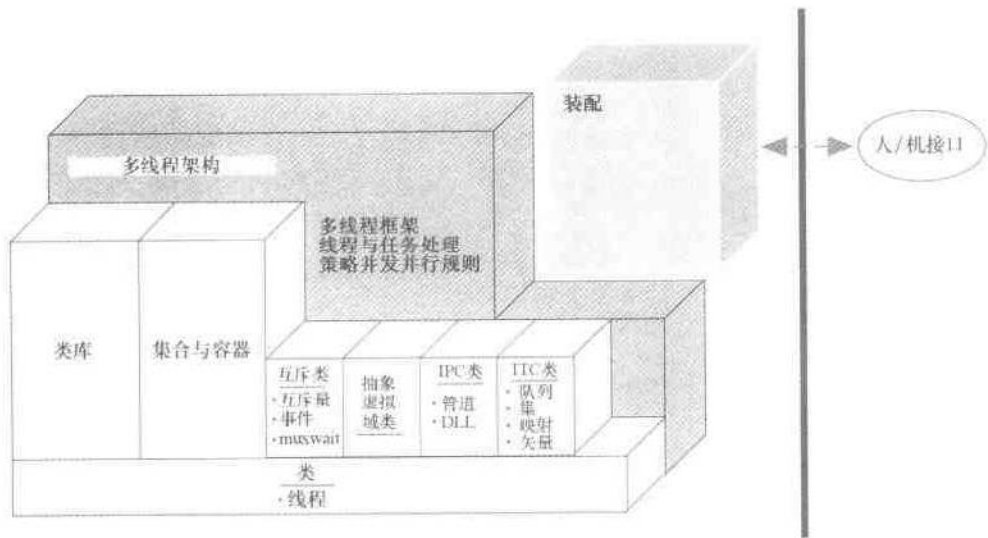 装配
人/机接口
多线程架构
多线程框架
线程与任务处理
策略并发并行规则
类库
集合与容器
互斥类
·互斥量
·事件
·muxwait
抽象
虚拟
域类
IPC类
·管道
·DLL
ITC类
·队列
·集
·映射
·矢量
类
·线程